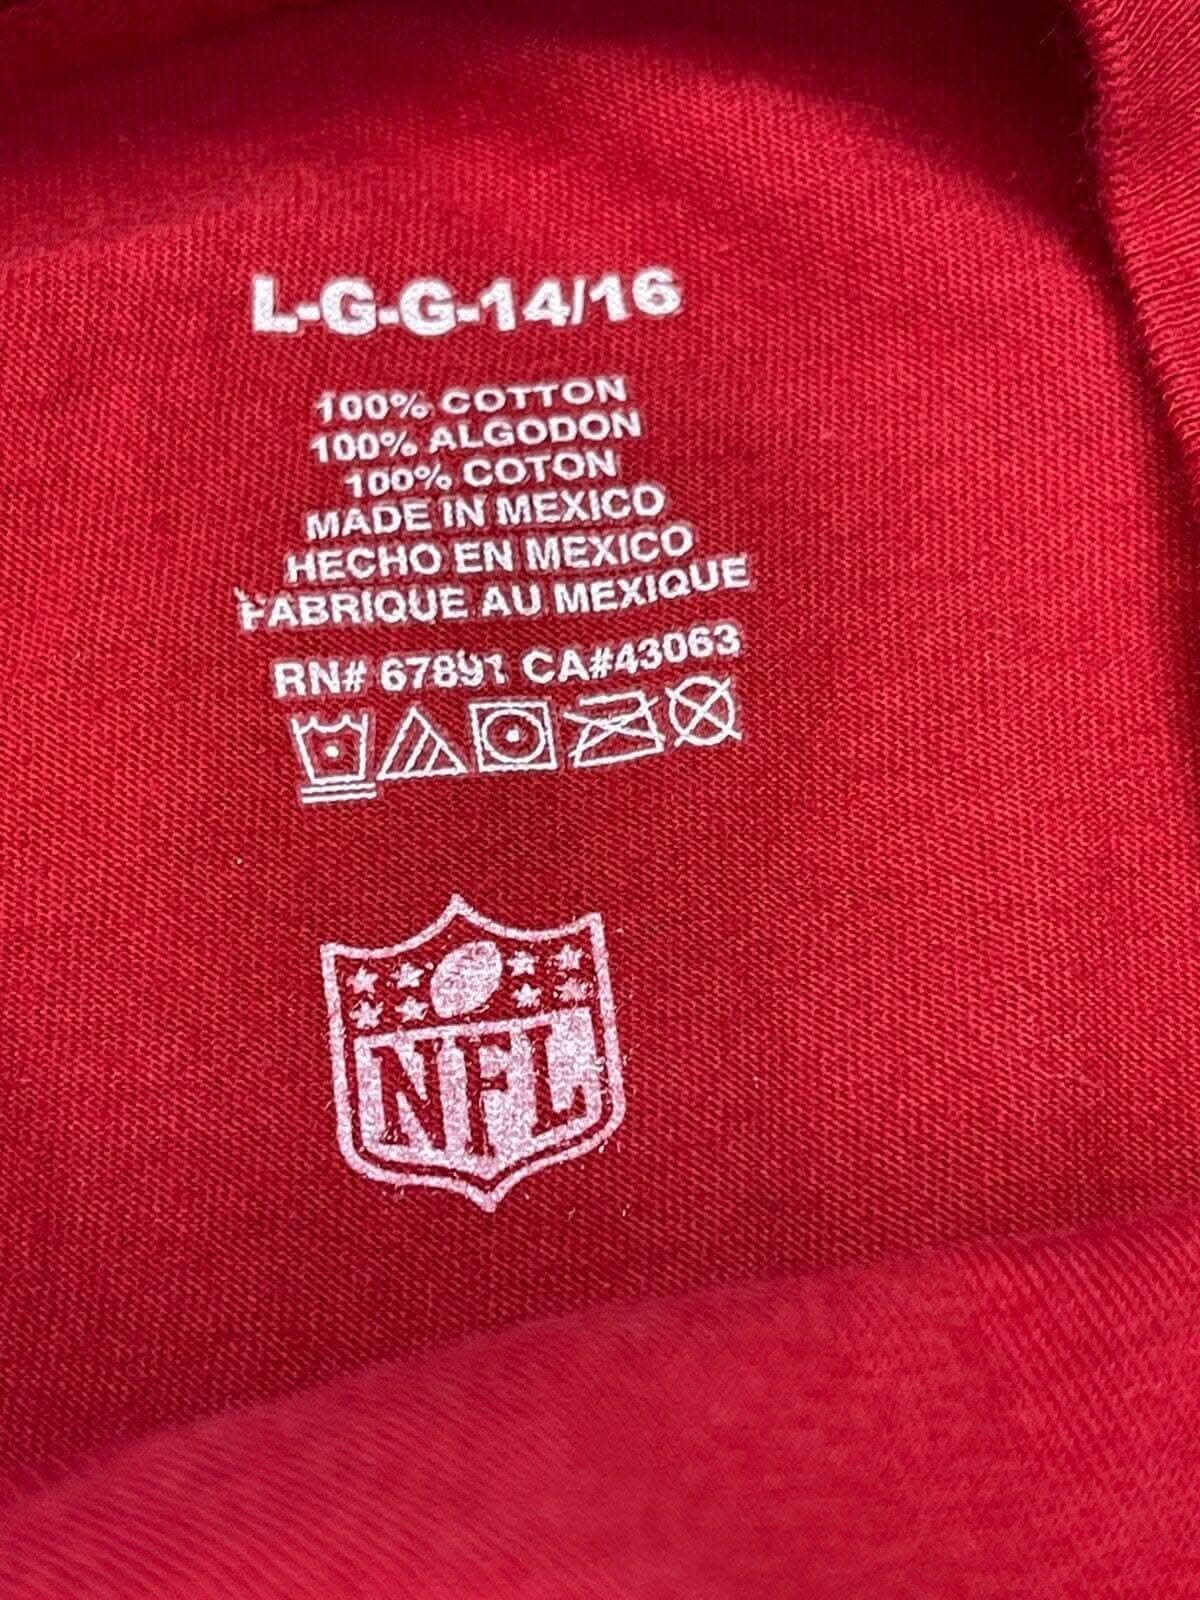 L-G-G-14/16
100% COTTON
100% ALGODON
100% COTON
MADE IN MEXICO
HECHO EN MEXICO
FABRIQUE AU MEXIQUE
RN# 67891 CA#43063
NFL